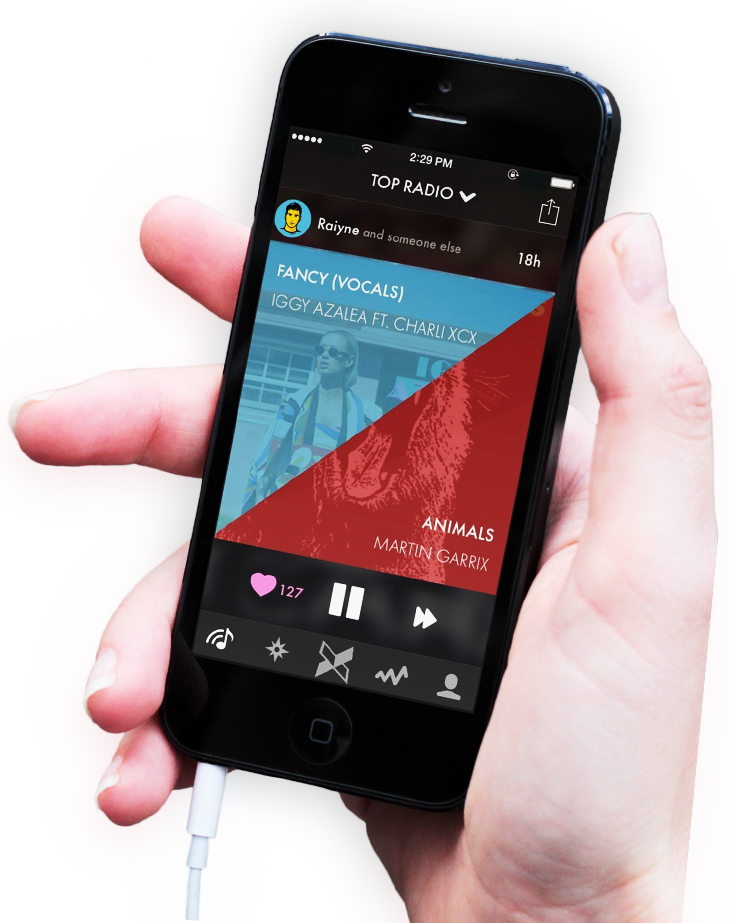 2:29 PM
TOP RADIO
Raiyne and someone else
18h
FANCY (VOCALS)
IGGY AZALEA FT. CHARLI XCX
ANIMALS
MARTIN GARRIX
127